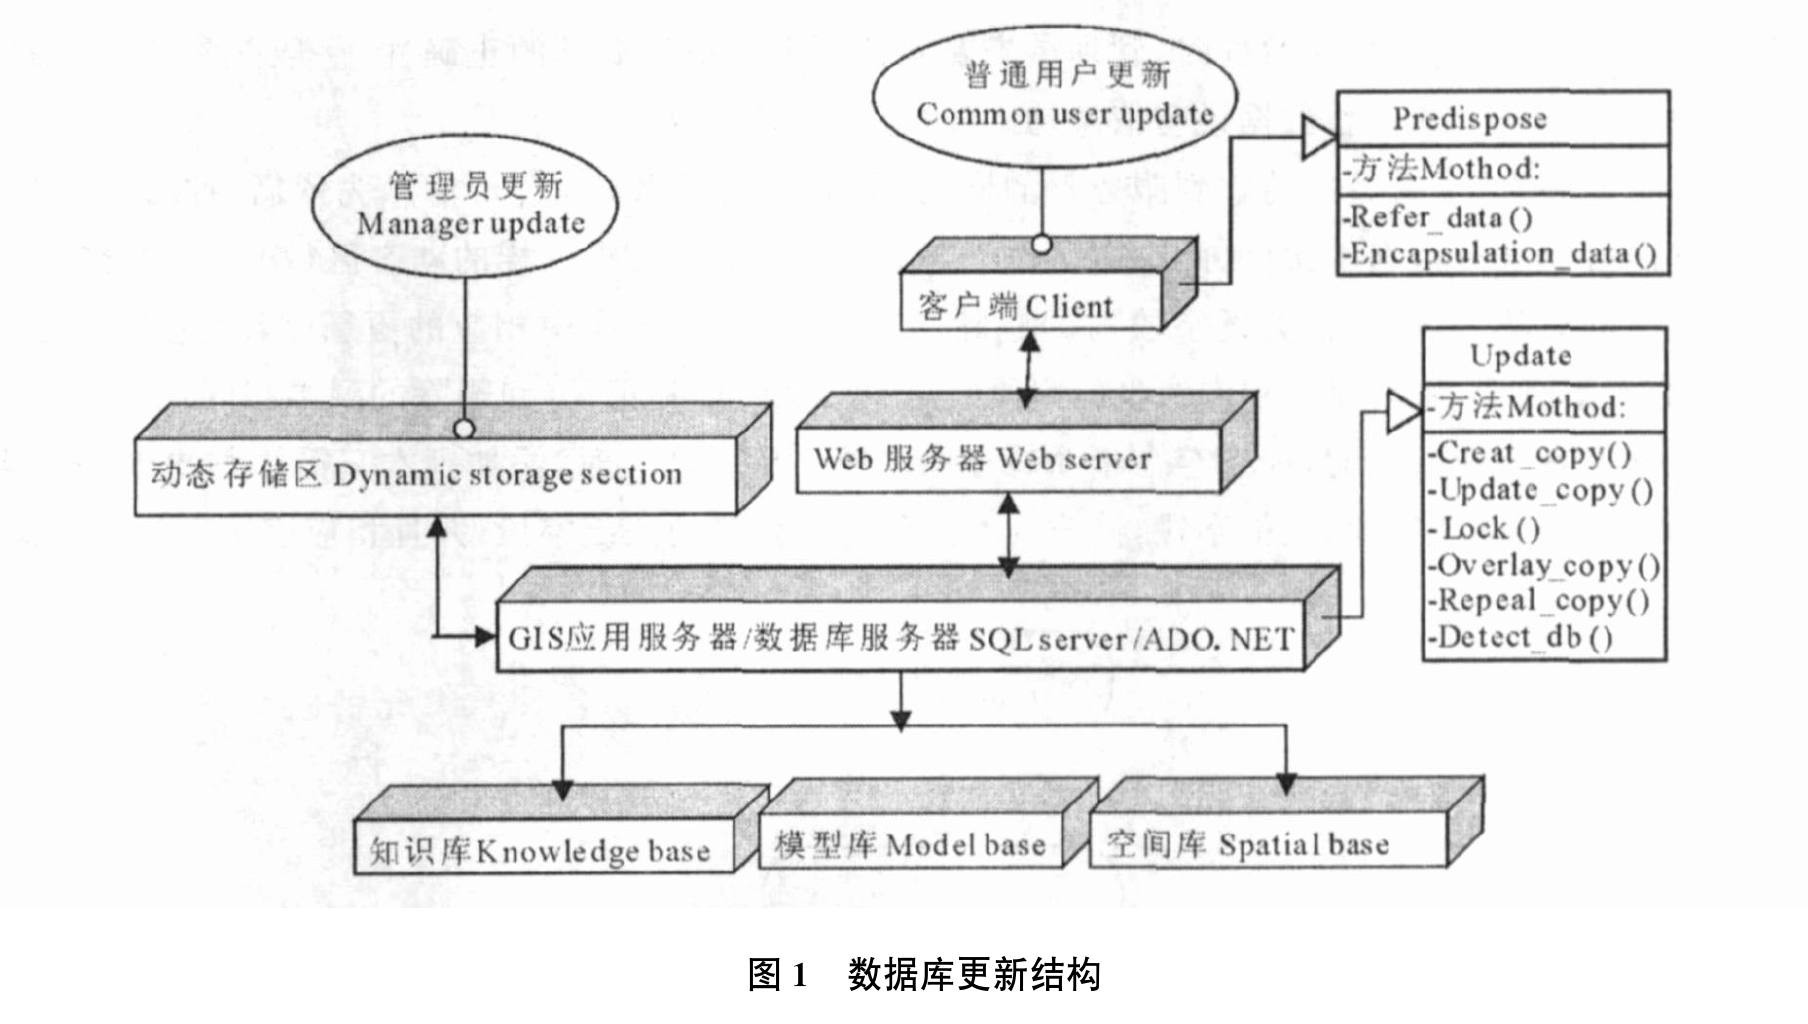 普通用户更新
Common user update
管理员更新
Manager update
Predispose
-方法Mothod:
-Refer_data()
-Encapsulation_data()
客户端Client
Update
-方法Mothod:
-Creat_copy()
-Update_copy()
-Lock()
-Overlay_copy()
-Repeal_copy()
-Detect_db()
动态存储区 Dynamic storage section
Web 服务器 Web server
GIS应用服务器/数据库服务器 SQL server/ADO.NET
知识库Knowledge base
模型库 Model base
空间库 Spatial base
图 1 数据库更新结构